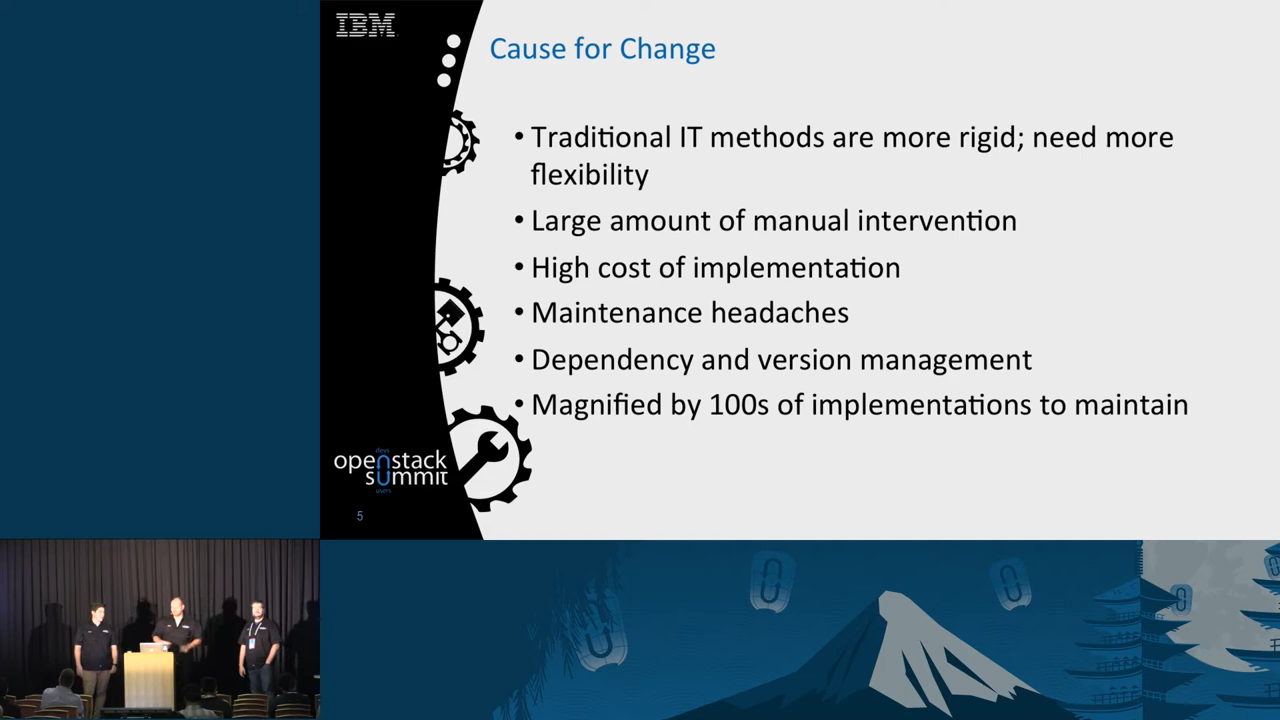 IBM
Cause for Change
• Traditional IT methods are more rigid; need more
flexibility
• Large amount of manual intervention
• High cost of implementation
• Maintenance headaches
• Dependency and version management
• Magnified by 100s of implementations to maintain
devs
openstack
summit
users
5